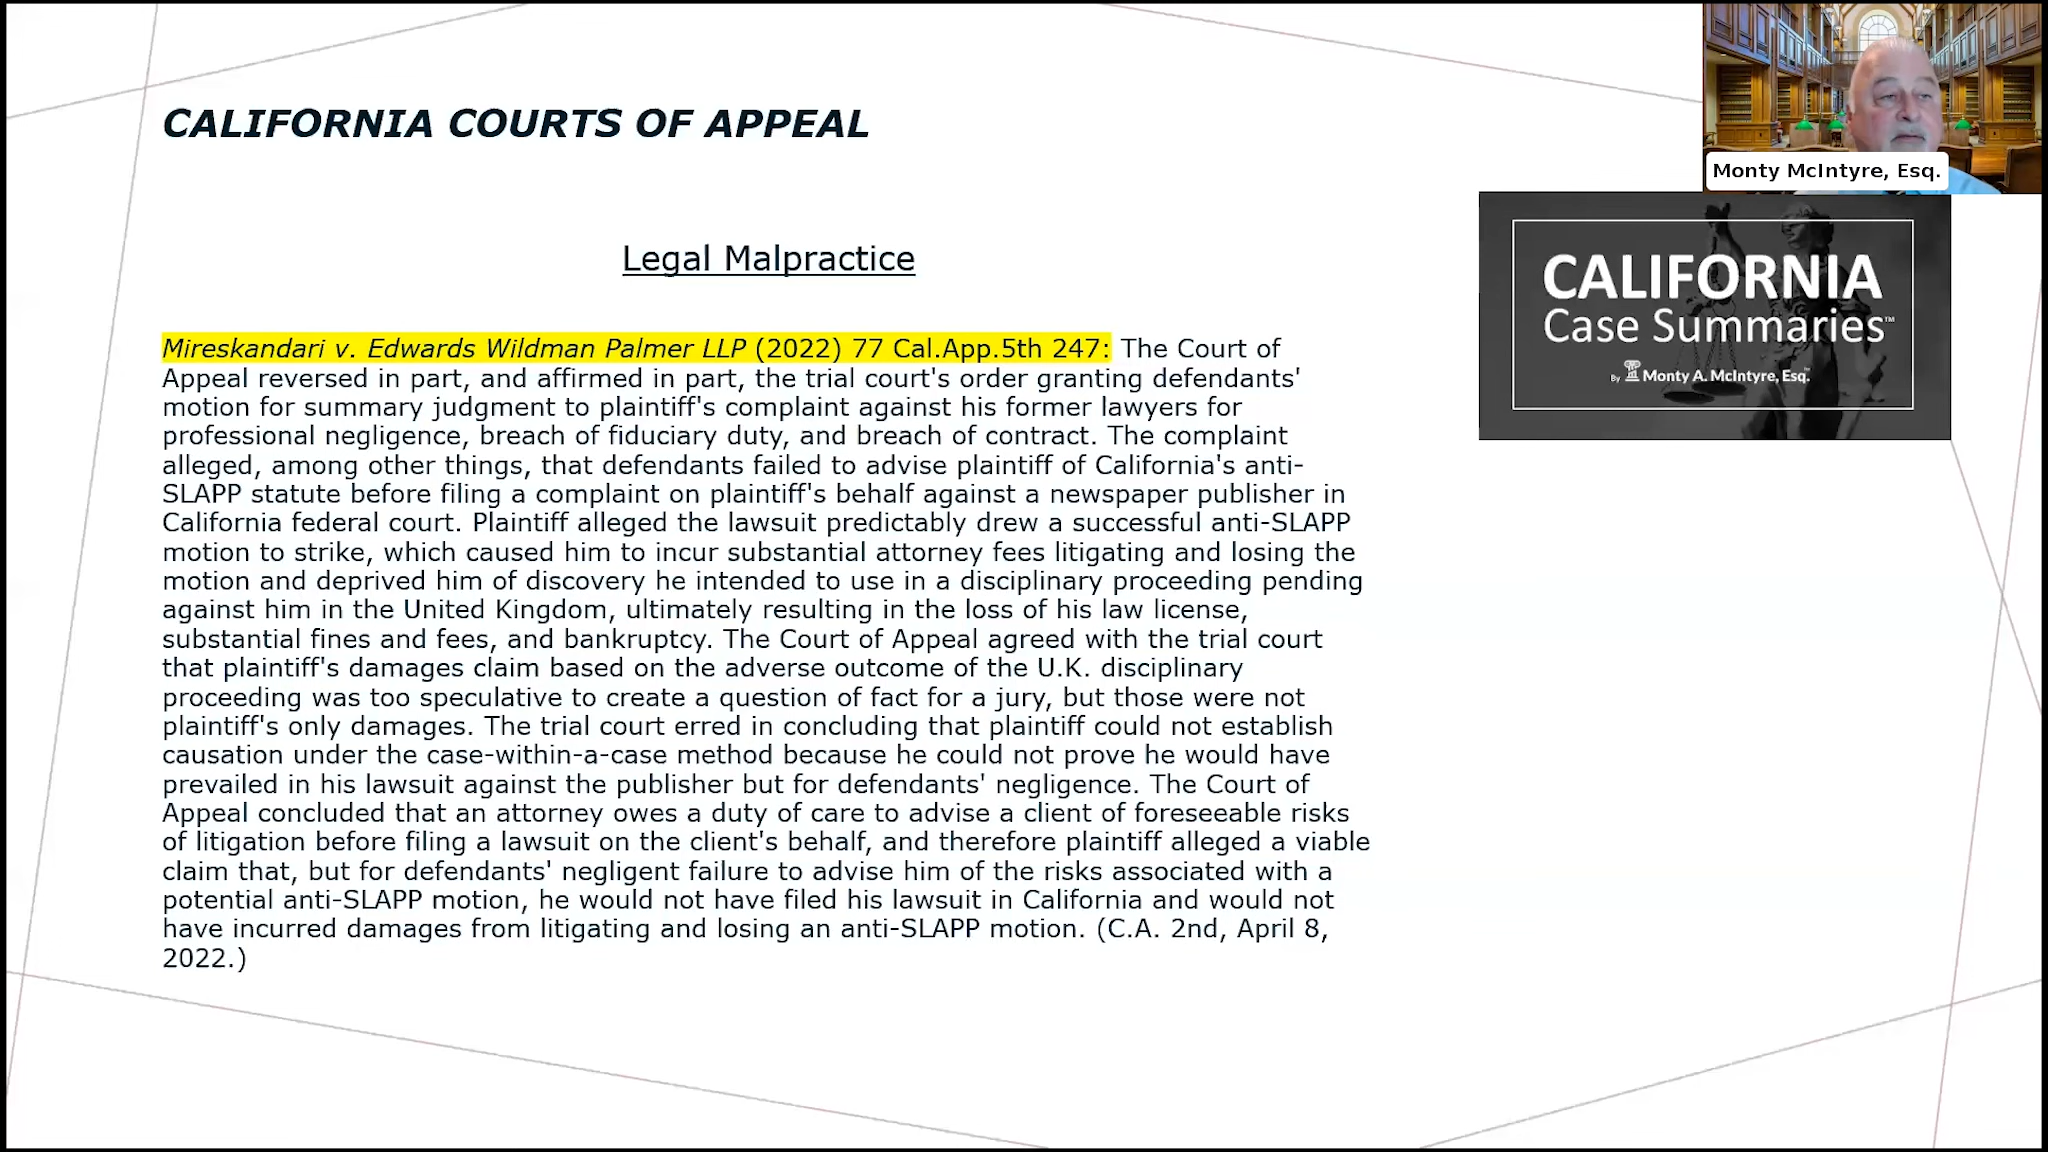 CALIFORNIA COURTS OF APPEAL
Monty McIntyre, Esq.
CALIFORNIA
Case Summaries™
By Monty A. McIntyre, Esq.
Legal Malpractice
Mireskandari v. Edwards Wildman Palmer LLP (2022) 77 Cal.App.5th 247: The Court of
Appeal reversed in part, and affirmed in part, the trial court's order granting defendants'
motion for summary judgment to plaintiff's complaint against his former lawyers for
professional negligence, breach of fiduciary duty, and breach of contract. The complaint
alleged, among other things, that defendants failed to advise plaintiff of California's anti-
SLAPP statute before filing a complaint on plaintiff's behalf against a newspaper publisher in
California federal court. Plaintiff alleged the lawsuit predictably drew a successful anti-SLAPP
motion to strike, which caused him to incur substantial attorney fees litigating and losing the
motion and deprived him of discovery he intended to use in a disciplinary proceeding pending
against him in the United Kingdom, ultimately resulting in the loss of his law license,
substantial fines and fees, and bankruptcy. The Court of Appeal agreed with the trial court
that plaintiff's damages claim based on the adverse outcome of the U.K. disciplinary
proceeding was too speculative to create a question of fact for a jury, but those were not
plaintiff's only damages. The trial court erred in concluding that plaintiff could not establish
causation under the case-within-a-case method because he could not prove he would have
prevailed in his lawsuit against the publisher but for defendants' negligence. The Court of
Appeal concluded that an attorney owes a duty of care to advise a client of foreseeable risks
of litigation before filing a lawsuit on the client's behalf, and therefore plaintiff alleged a viable
claim that, but for defendants' negligent failure to advise him of the risks associated with a
potential anti-SLAPP motion, he would not have filed his lawsuit in California and would not
have incurred damages from litigating and losing an anti-SLAPP motion. (C.A. 2nd, April 8,
2022.)